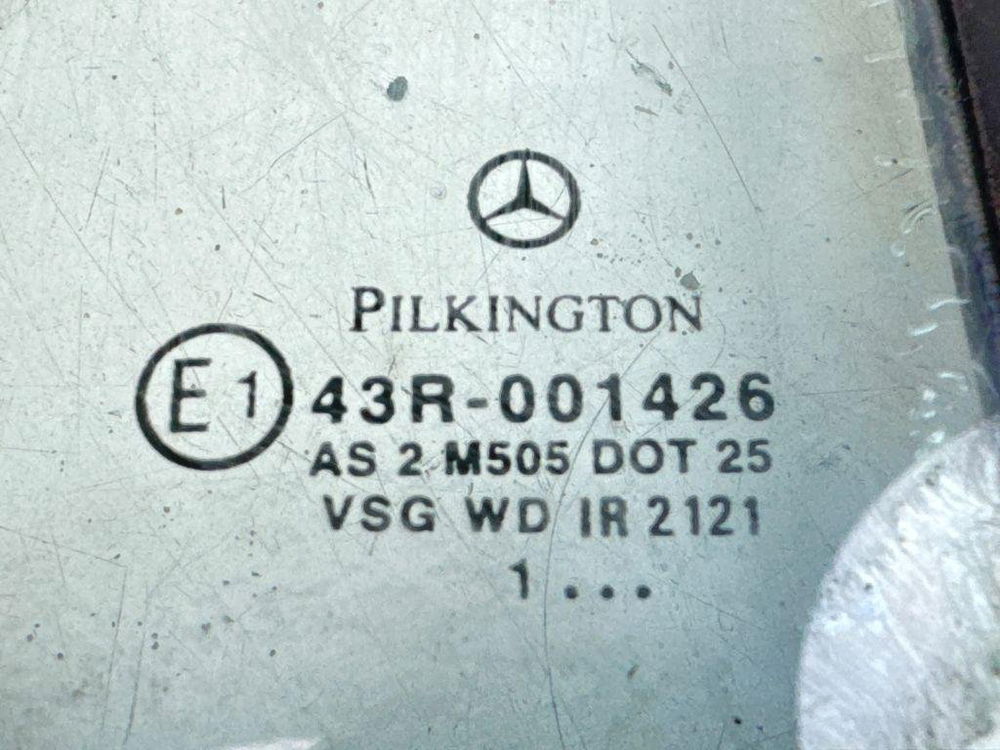 PILKINGTON
E1 43R-001426
AS 2 M505 DOT 25
VSG WD IR 2121
1 ...